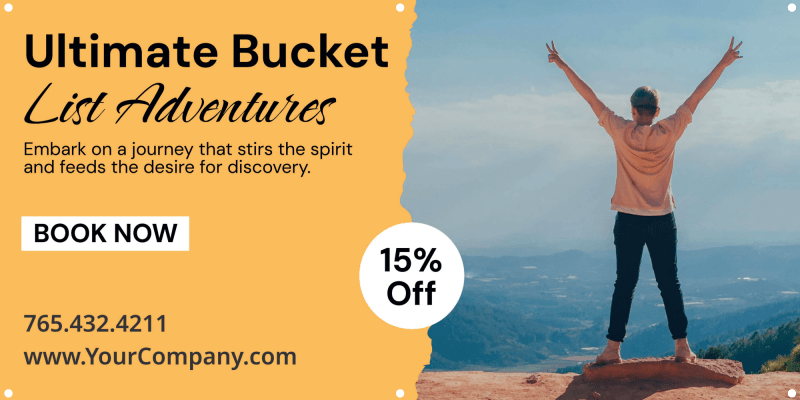 Ultimate Bucket
List Adventures
Embark on a journey that stirs the spirit
and feeds the desire for discovery.
BOOK NOW
15%
Off
765.432.4211
www.YourCompany.com